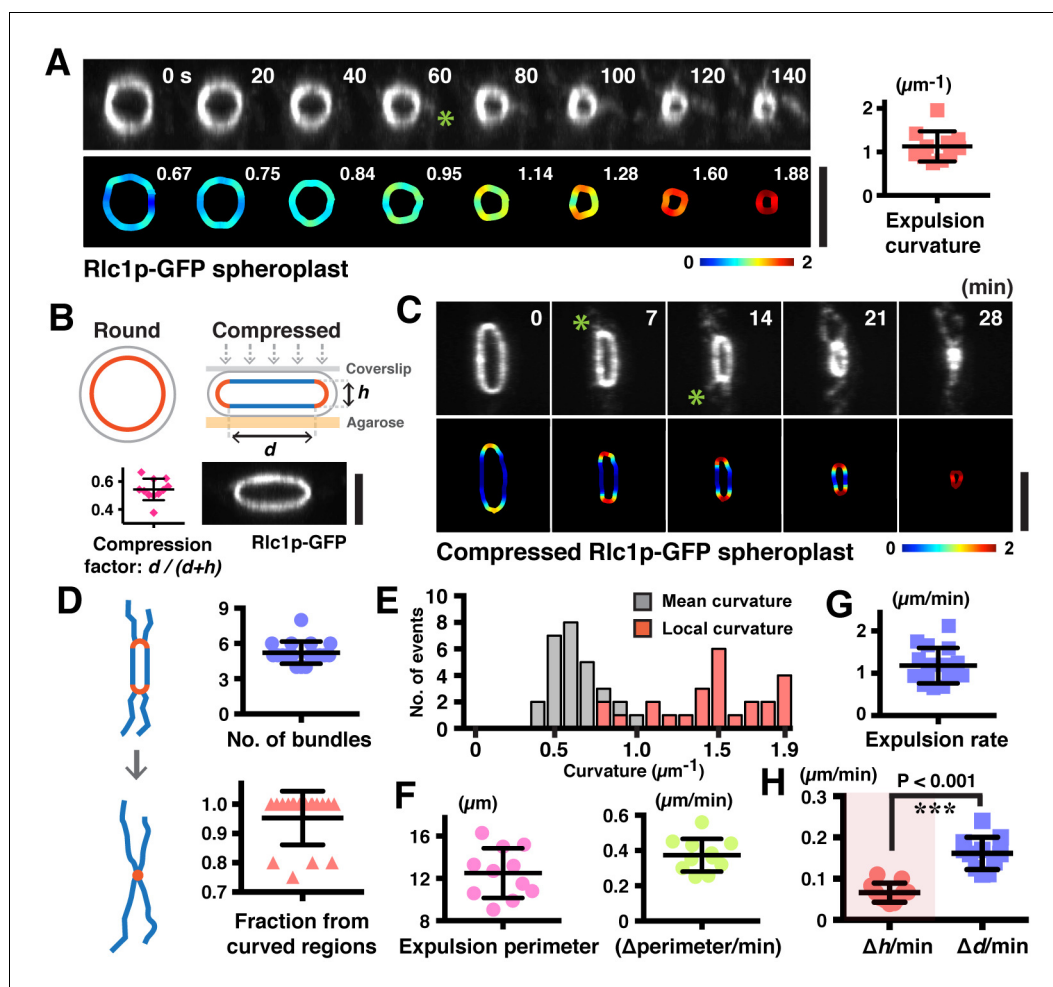 A
0 s 20 40 60 80 100 120 140
*
0.67 0.75 0.84 0.95 1.14 1.28 1.60 1.88
0 2
Rlc1p-GFP spheroplast
(µm-1)
2
1
0
Expulsion
curvature
B
Round Compressed
Coverslip
h
Agarose
d
0.6
0.4
Compression
factor: d / (d+h)
Rlc1p-GFP
C
(min)
0 7 14 21 28
*
*
Compressed Rlc1p-GFP spheroplast
0 2
D
9
6
3
0
No. of bundles
1.0
0.9
0.8
0.7
Fraction from
curved regions
E
No. of events
10
8
6
4
2
0
Mean curvature
Local curvature
0 0.5 1.0 1.5 1.9
Curvature (µm-1)
F
(µm)
16
12
8
Expulsion perimeter
(µm/min)
0.6
0.4
0.2
0
(Δperimeter/min)
G
(µm/min)
2
1
0
Expulsion rate
H
(µm/min)
P < 0.001
***
0.3
0.2
0.1
0
Δh/min Δd/min